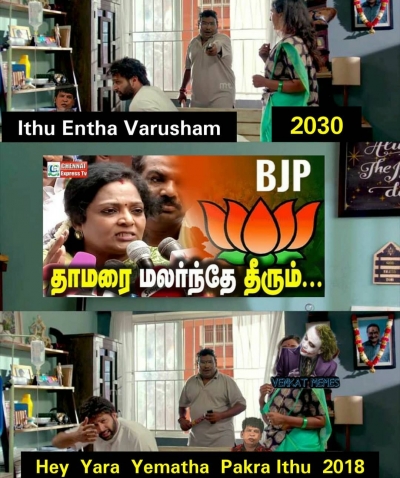 Ithu Entha Varusham
2030
CHENNAI
Express Tv
BJP
தாமரை மலர்ந்தே தீரும்...
VENKAT MEMES
Hey Yara Yematha Pakra Ithu 2018